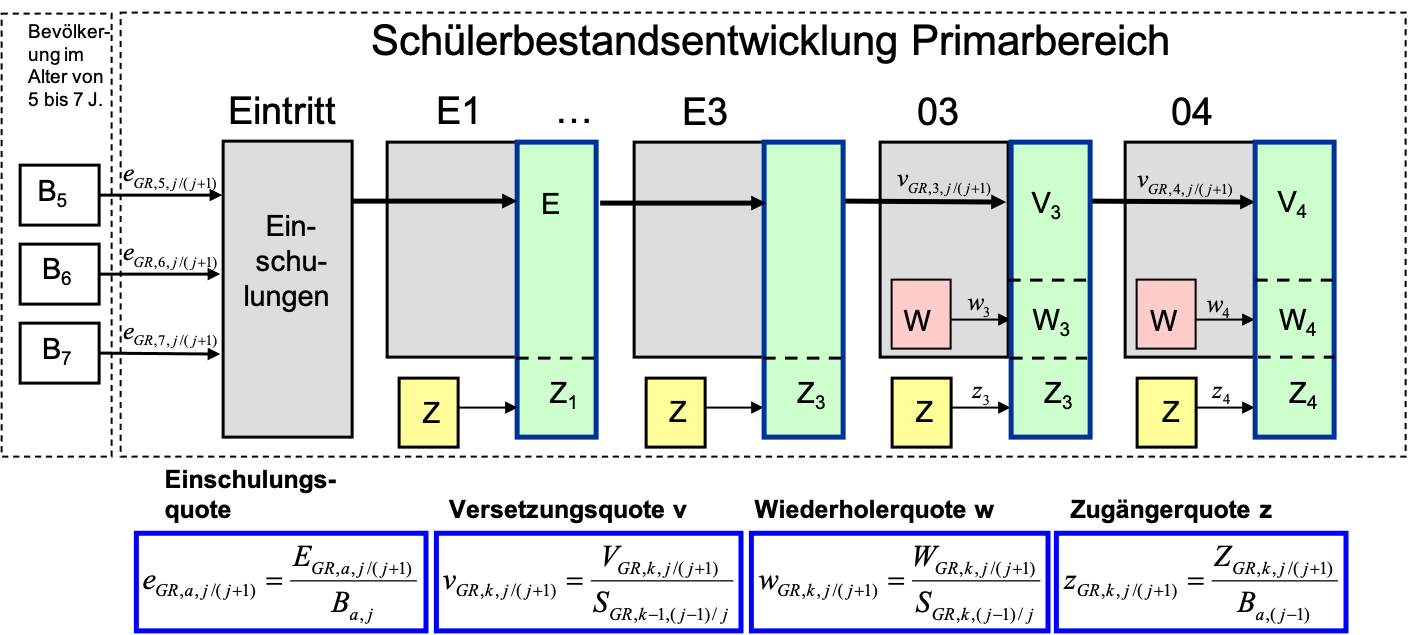 Bevölker-
ung im
Alter von
5 bis 7 J.
Schülerbestandsentwicklung Primarbereich
Eintritt
E1
…
E3
03
04
B5
B6
B7
eGR,5,j/(j+1)
eGR,6,j/(j+1)
eGR,7,j/(j+1)
Ein-
schu-
lungen
E
Z
Z1
Z
Z3
vGR,3,j/(j+1)
V3
W
w3
W3
Z
z3
Z3
vGR,4,j/(j+1)
V4
W
w4
W4
Z
z4
Z4
Einschulungs-
quote
eGR,a,j/(j+1) = EGR,a,j/(j+1) / Ba,j
Versetzungsquote v
vGR,k,j/(j+1) = VGR,k,j/(j+1) / SGR,k−1,(j−1)/j
Wiederholerquote w
wGR,k,j/(j+1) = WGR,k,j/(j+1) / SGR,k,(j−1)/j
Zugängerquote z
zGR,k,j/(j+1) = ZGR,k,j/(j+1) / Ba,(j−1)